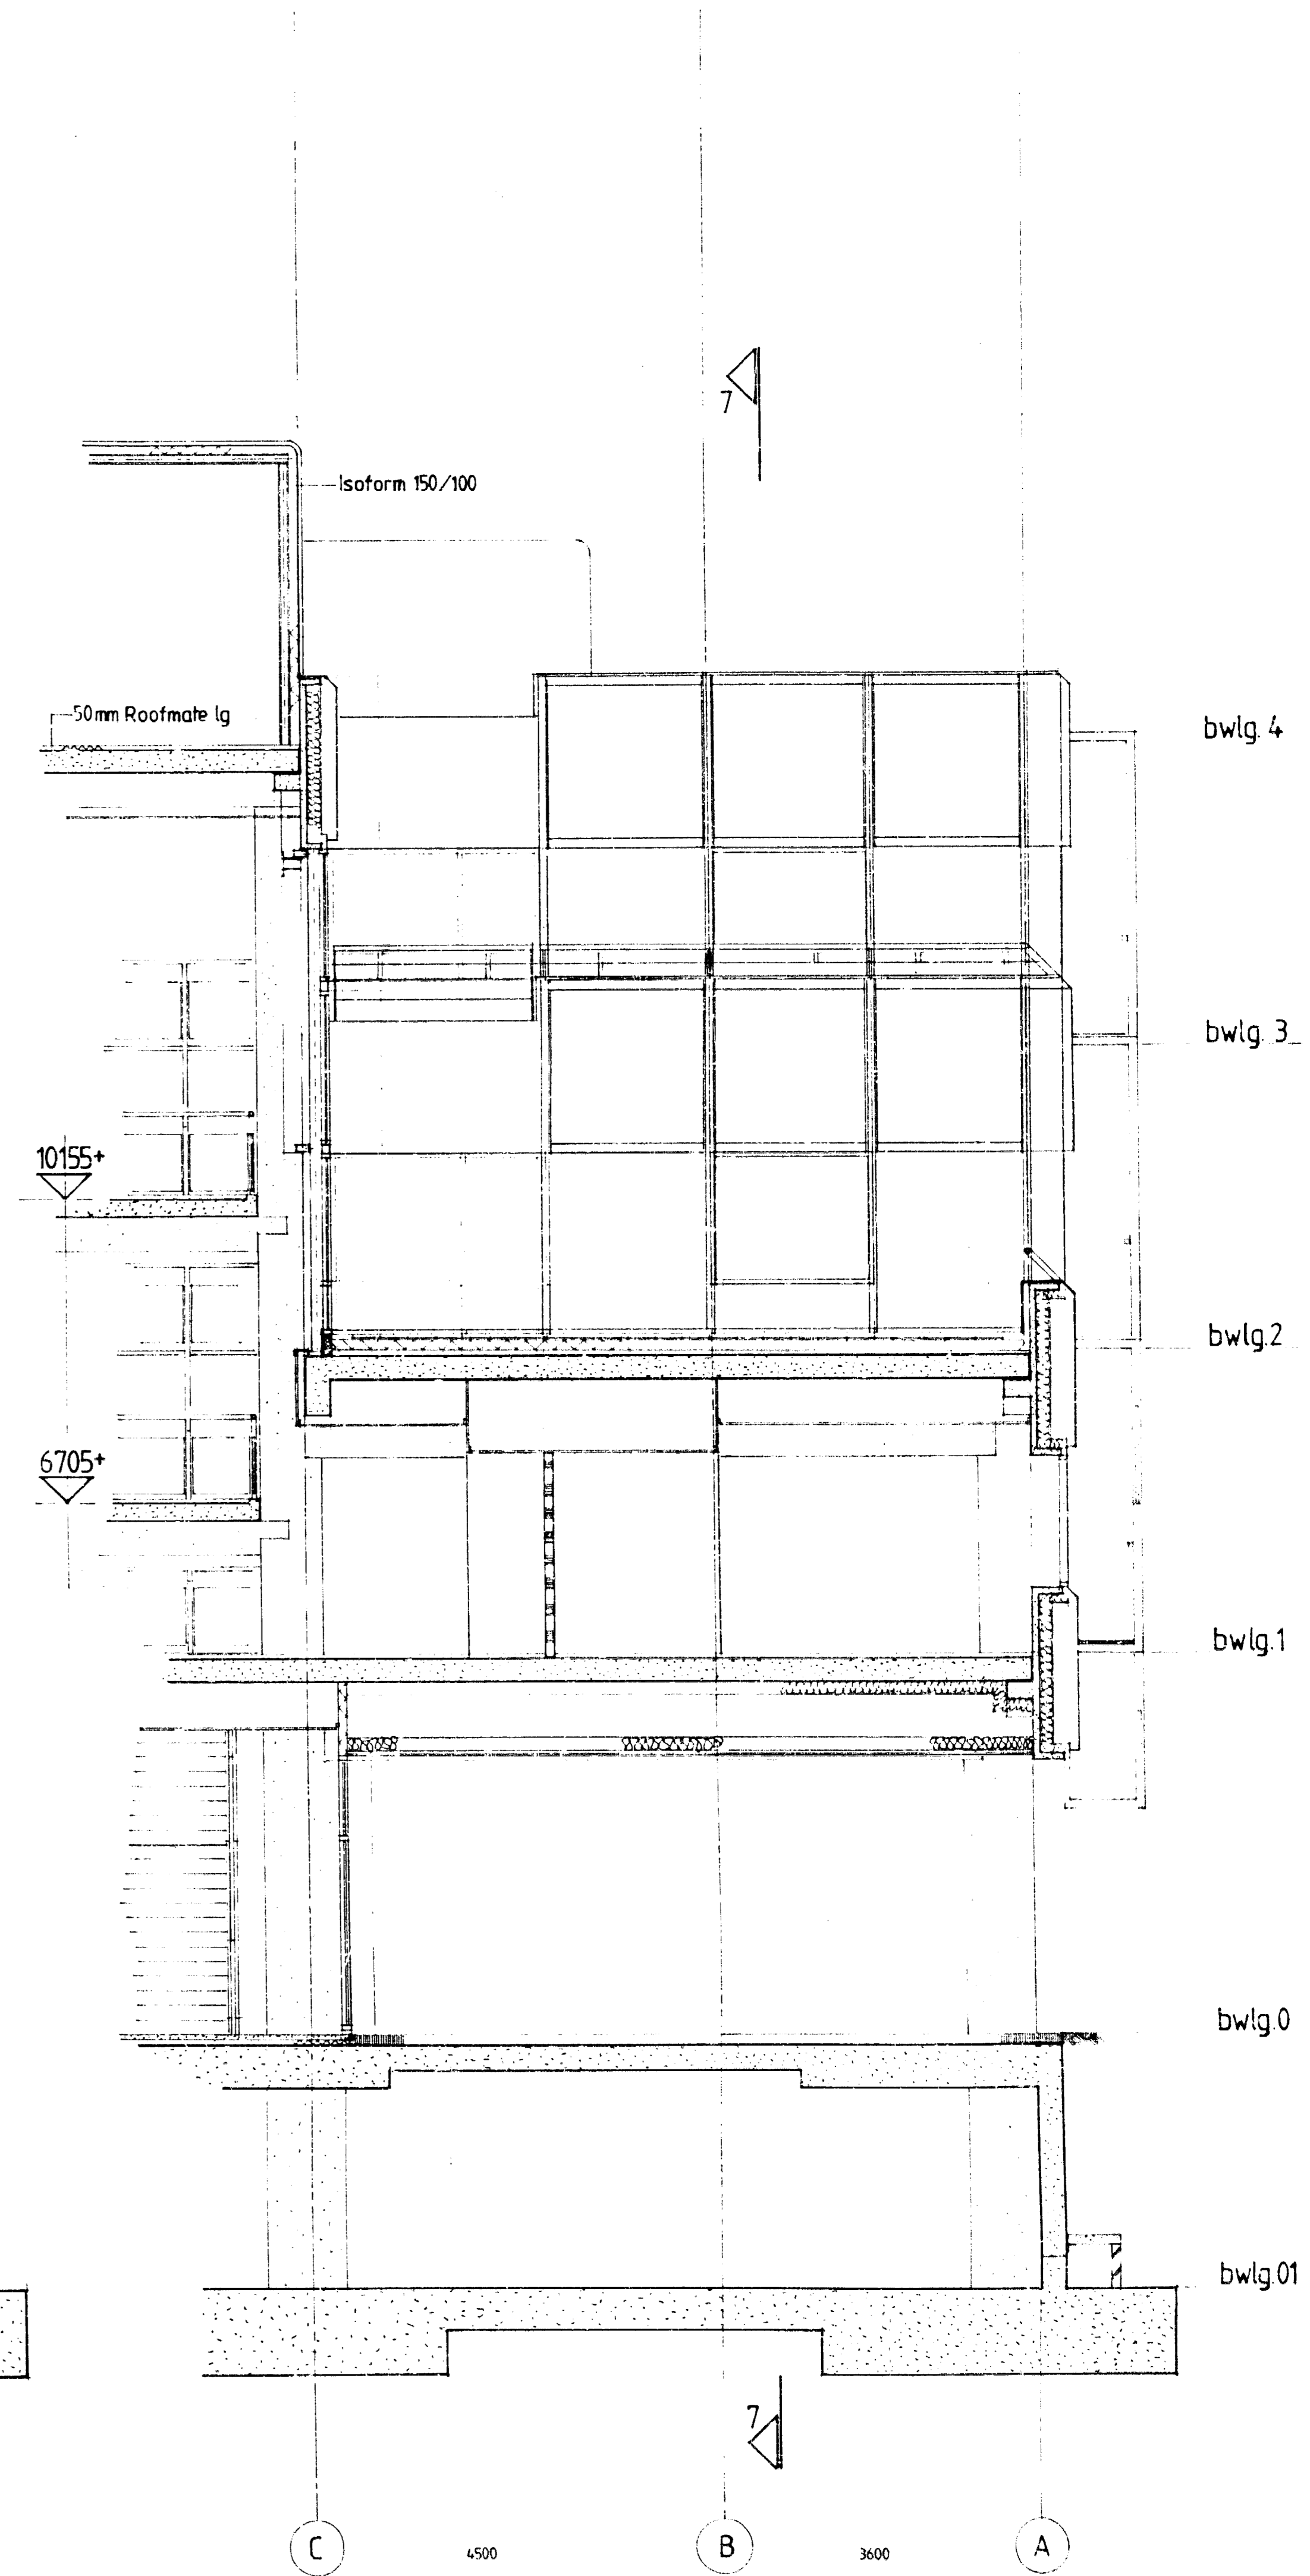 7
Isoform 150/100
50mm Roofmate lg
bwlg. 4
bwlg. 3
10155+
bwlg.2
6705+
bwlg.1
bwlg.0
bwlg.01
7
C
4500
B
3600
A